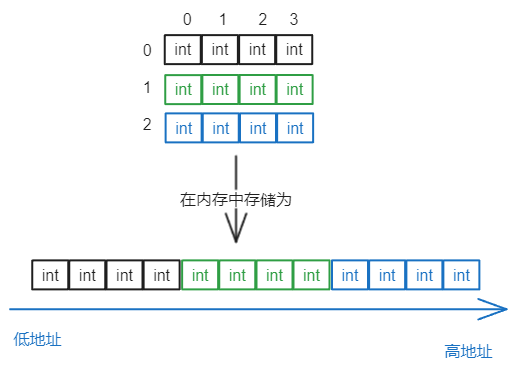 0 1 2 3
0 int int int int
1 int int int int
2 int int int int
在内存中存储为
int int int int int int int int int int int int
低地址
高地址